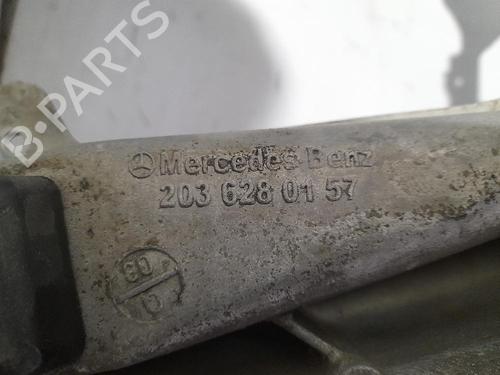 B-PARTS
Mercedes Benz
203 628 01 57